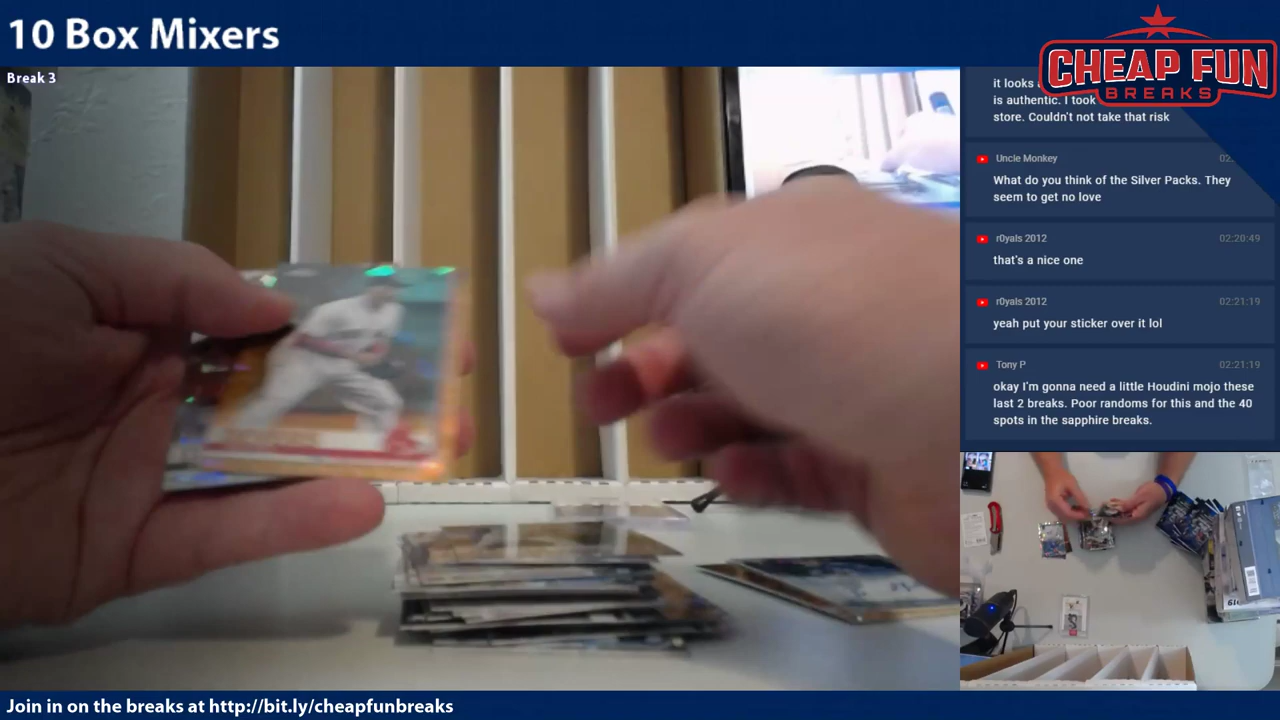 10 Box Mixers
Break 3
CHEAP FUN
BREAKS
it looks
is authentic. I took
store. Couldn't not take that risk
Uncle Monkey 02:
What do you think of the Silver Packs. They
seem to get no love
r0yals 2012 02:20:49
that's a nice one
r0yals 2012 02:21:19
yeah put your sticker over it lol
Tony P 02:21:19
okay I'm gonna need a little Houdini mojo these
last 2 breaks. Poor randoms for this and the 40
spots in the sapphire breaks.
Join in on the breaks at http://bit.ly/cheapfunbreaks